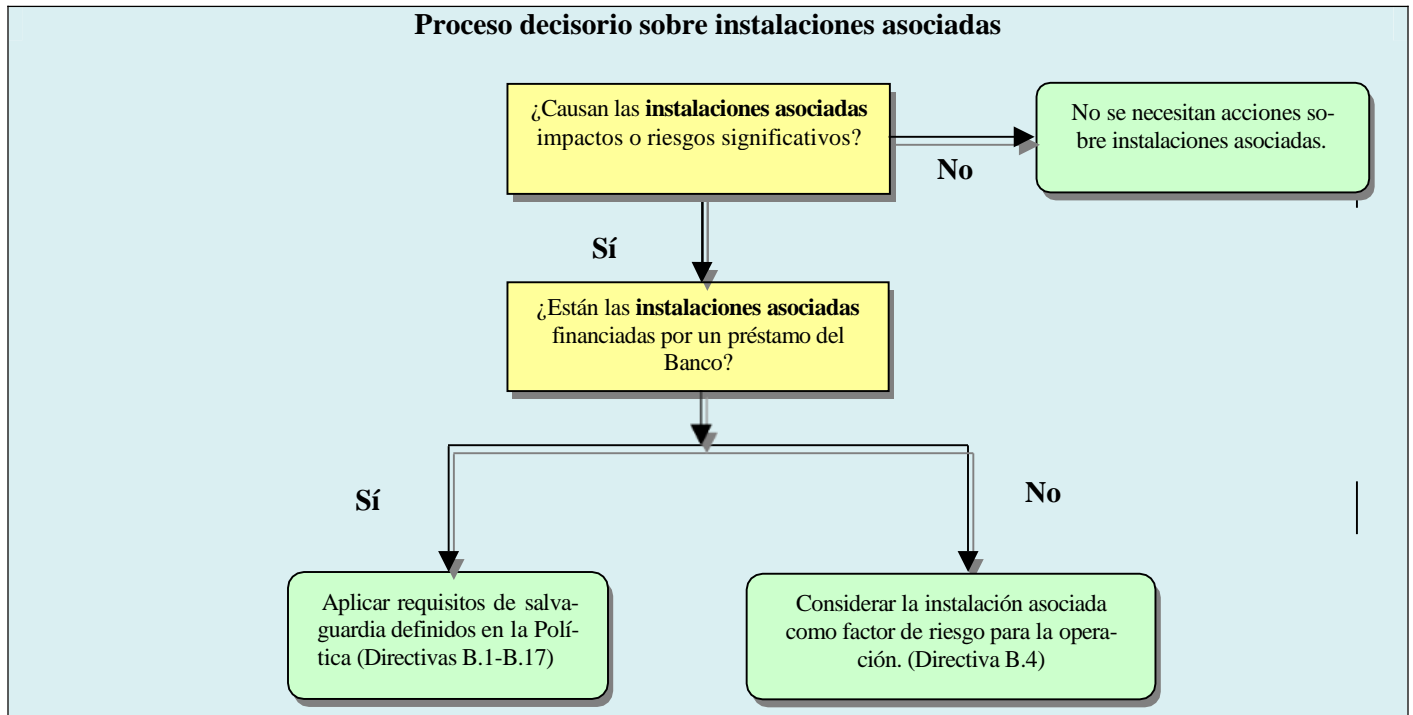 Proceso decisorio sobre instalaciones asociadas
¿Causan las instalaciones asociadas
impactos o riesgos significativos?
No se necesitan acciones so-
bre instalaciones asociadas.
No
Sí
¿Están las instalaciones asociadas
financiadas por un préstamo del
Banco?
Sí
No
Aplicar requisitos de salva-
guardia definidos en la Polí-
tica (Directivas B.1-B.17)
Considerar la instalación asociada
como factor de riesgo para la opera-
ción. (Directiva B.4)